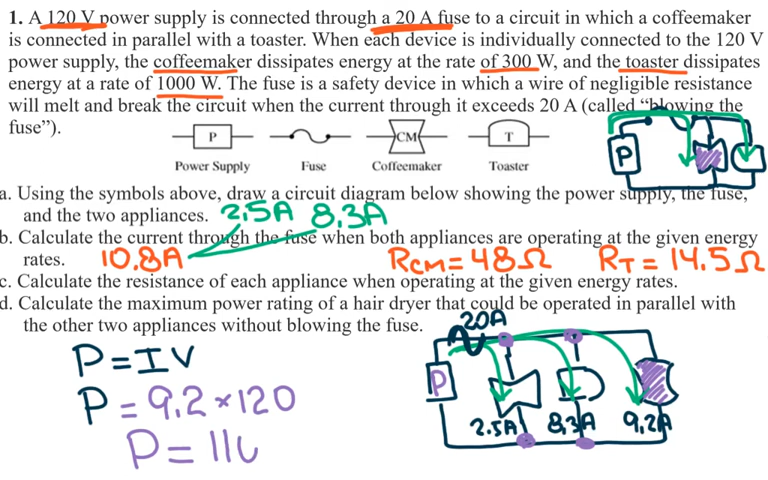 1. A 120 V power supply is connected through a 20 A fuse to a circuit in which a coffeemaker
is connected in parallel with a toaster. When each device is individually connected to the 120 V
power supply, the coffeemaker dissipates energy at the rate of 300 W, and the toaster dissipates
energy at a rate of 1000 W. The fuse is a safety device in which a wire of negligible resistance
will melt and break the circuit when the current through it exceeds 20 A (called “blowing the
fuse”).
P CM T
P
Power Supply Fuse Coffeemaker Toaster
a. Using the symbols above, draw a circuit diagram below showing the power supply, the fuse,
and the two appliances. 2,5A 8,3A
b. Calculate the current through the fuse when both appliances are operating at the given energy
rates. 10.8A RCM = 48Ω RT = 14.5Ω
c. Calculate the resistance of each appliance when operating at the given energy rates.
d. Calculate the maximum power rating of a hair dryer that could be operated in parallel with
the other two appliances without blowing the fuse.
20A
P = IV
P
P = 9.2 × 120
2.5A 8,3A 9,2A
P = 11